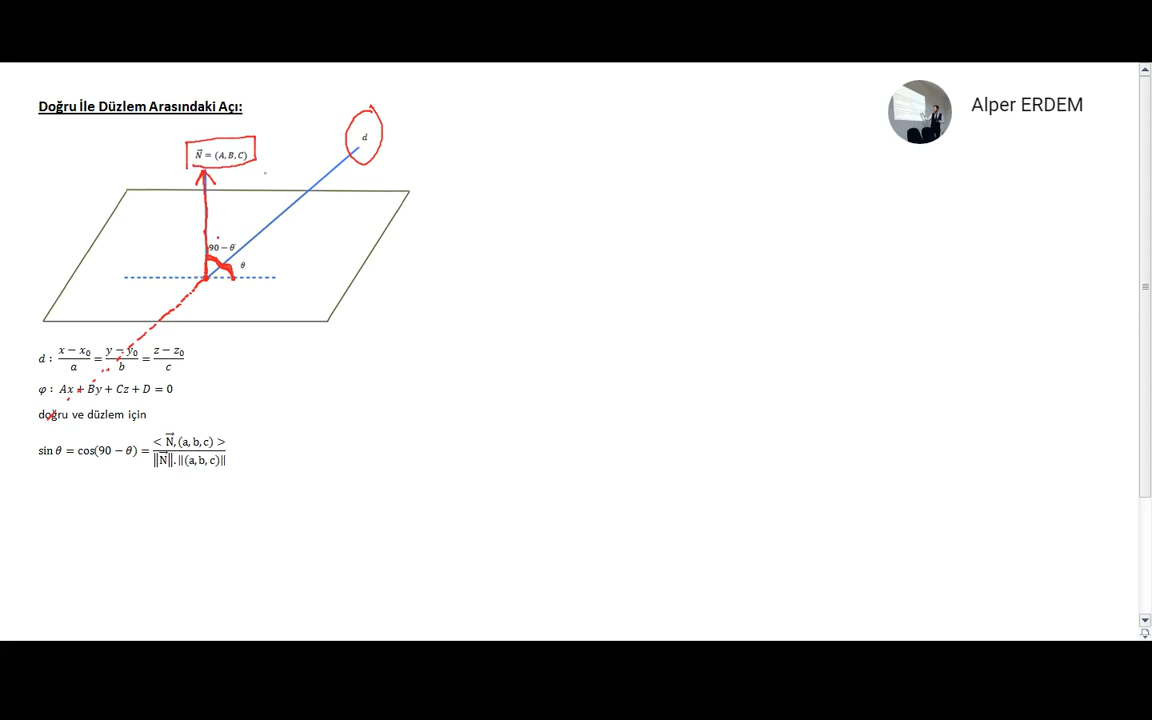 Doğru İle Düzlem Arasındaki Açı:
Alper ERDEM
d
N⃗ = (A, B, C)
90 − θ
θ
d : (x − x₀)/a = (y − y₀)/b = (z − z₀)/c
φ : Ax + By + Cz + D = 0
doğru ve düzlem için
sin θ = cos(90 − θ) = < N⃗, (a, b, c) > / ‖N⃗‖. ‖(a, b, c)‖